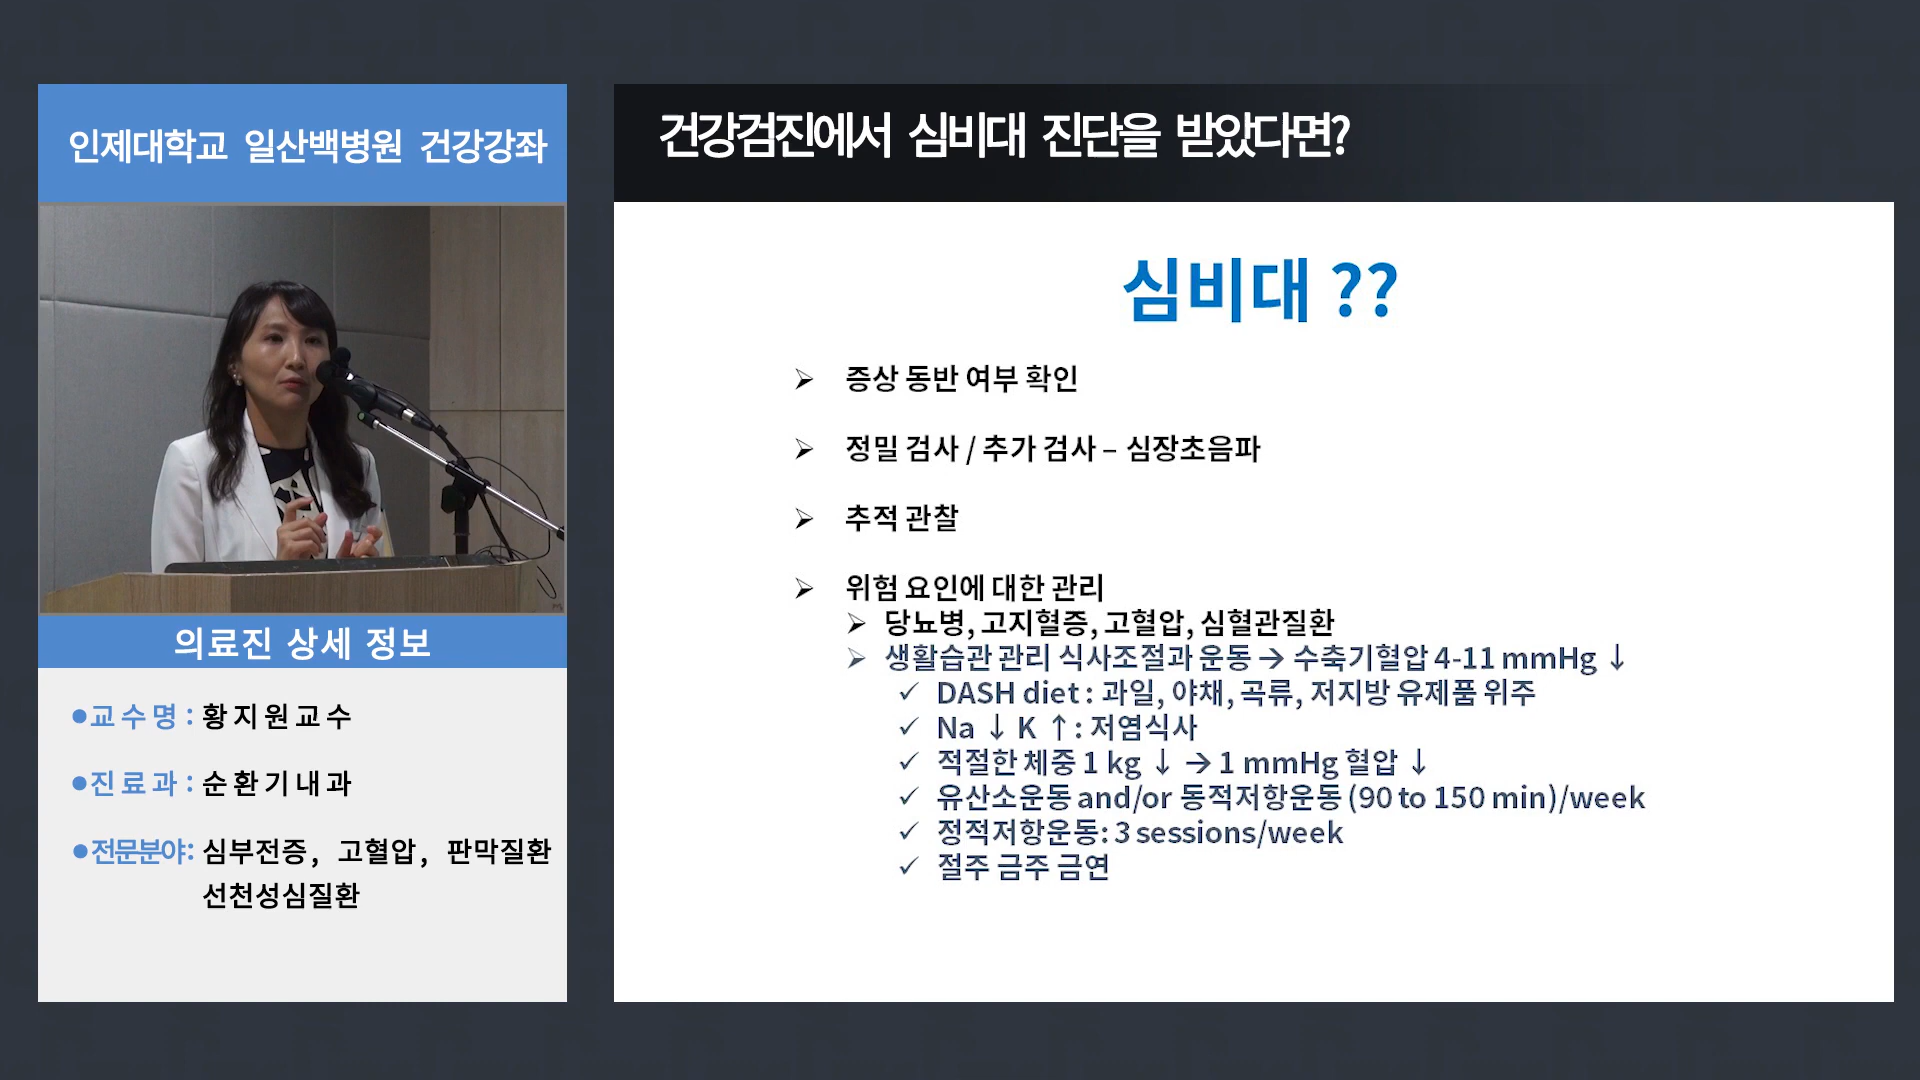 인제대학교 일산백병원 건강강좌
의료진 상세 정보
●교수명 : 황지원교수
●진료과 : 순환기내과
●전문분야: 심부전증, 고혈압, 판막질환
선천성심질환
건강검진에서 심비대 진단을 받았다면?
심비대 ??
➢ 증상 동반 여부 확인
➢ 정밀 검사 / 추가 검사 – 심장초음파
➢ 추적 관찰
➢ 위험 요인에 대한 관리
➢ 당뇨병, 고지혈증, 고혈압, 심혈관질환
➢ 생활습관 관리 식사조절과 운동 → 수축기혈압 4-11 mmHg ↓
✓ DASH diet : 과일, 야채, 곡류, 저지방 유제품 위주
✓ Na ↓ K ↑ : 저염식사
✓ 적절한 체중 1 kg ↓ → 1 mmHg 혈압 ↓
✓ 유산소운동 and/or 동적저항운동 (90 to 150 min)/week
✓ 정적저항운동: 3 sessions/week
✓ 절주 금주 금연